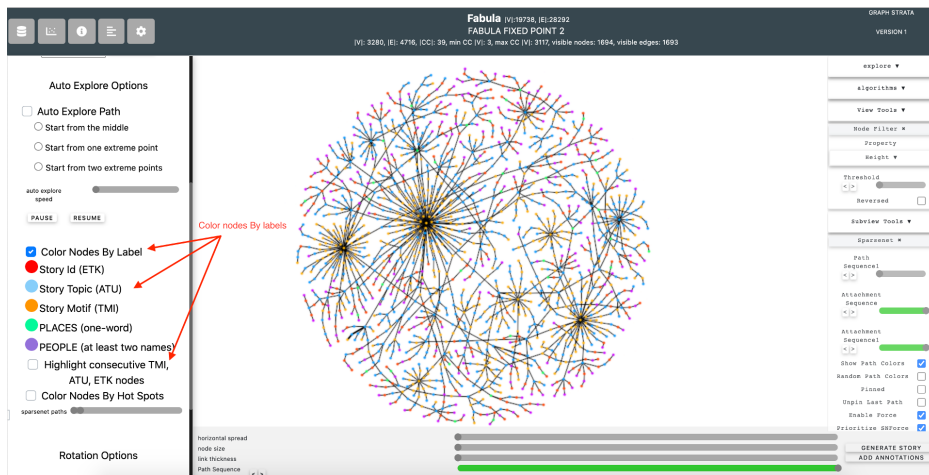 Fabula |V|:19738, |E|:28292
FABULA FIXED POINT 2
|V|: 3280, |E|: 4716, |CC|: 39, min CC |V|: 3, max CC |V|: 3117, visible nodes: 1694, visible edges: 1693
GRAPH STRATA
VERSION 1
Auto Explore Options
Auto Explore Path
Start from the middle
Start from one extreme point
Start from two extreme points
auto explore
speed
PAUSE RESUME
Color Nodes By Label
Story Id (ETK)
Story Topic (ATU)
Story Motif (TMI)
PLACES (one-word)
PEOPLE (at least two names)
Highlight consecutive TMI,
ATU, ETK nodes
Color Nodes By Hot Spots
sparsenet paths
Rotation Options
Color nodes By labels
horizontal spread
node size
link thickness
Path Sequence < >
explore ▼
algorithms ▼
View Tools ▼
Node Filter ×
Property
Height ▼
Threshold
< >
Reversed
Subview Tools ▼
Sparsenet ×
Path
Sequence1
< >
Attachment
Sequence
< >
Attachment
Sequence1
< >
Show Path Colors
Random Path Colors
Pinned
Unpin Last Path
Enable Force
Prioritize SNForce
GENERATE STORY
ADD ANNOTATIONS